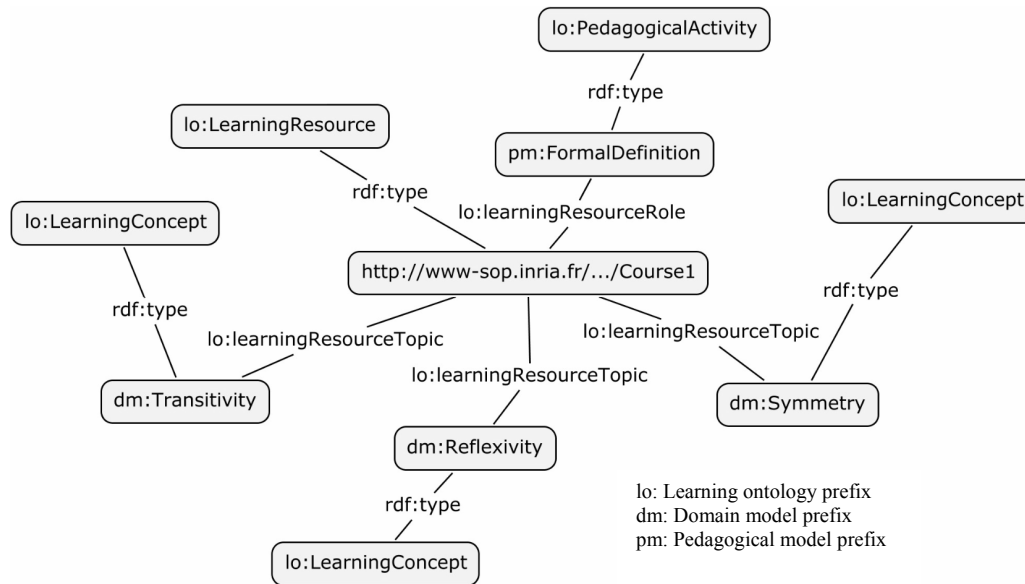 lo:PedagogicalActivity
rdf:type
lo:LearningResource
pm:FormalDefinition
rdf:type
lo:LearningConcept
lo:LearningConcept
lo:learningResourceRole
http://www-sop.inria.fr/.../Course1
rdf:type
rdf:type
lo:learningResourceTopic
lo:learningResourceTopic
lo:learningResourceTopic
dm:Transitivity
dm:Symmetry
dm:Reflexivity
rdf:type
lo:LearningConcept
lo: Learning ontology prefix
dm: Domain model prefix
pm: Pedagogical model prefix